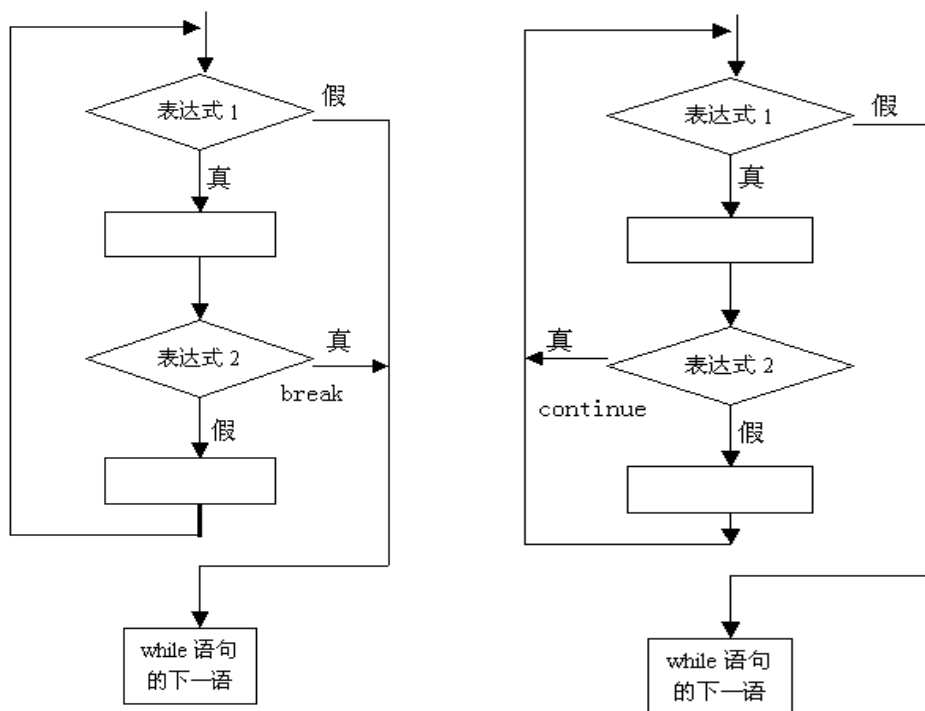 表达式 1
假
真
表达式 2
真
break
假
while 语句
的下一语
表达式 1
假
真
真
表达式 2
continue
假
while 语句
的下一语